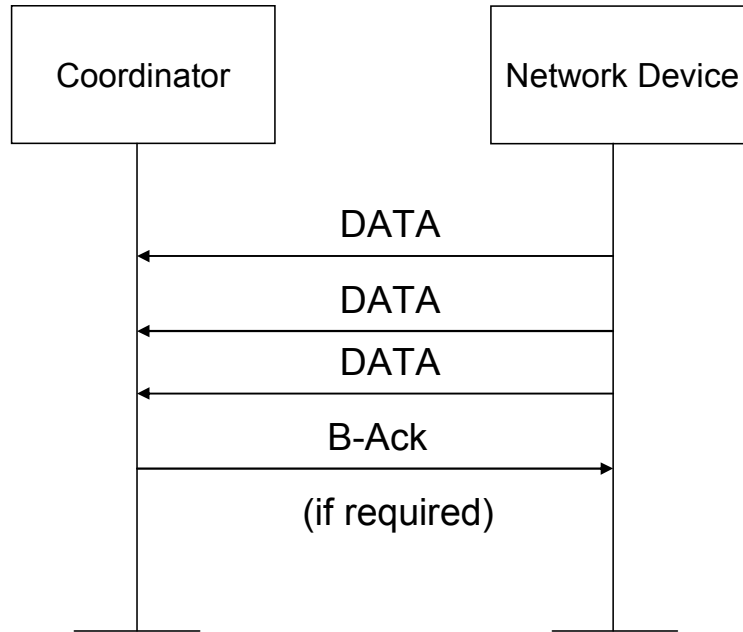 Coordinator
Network Device
DATA
DATA
DATA
B-Ack
(if required)